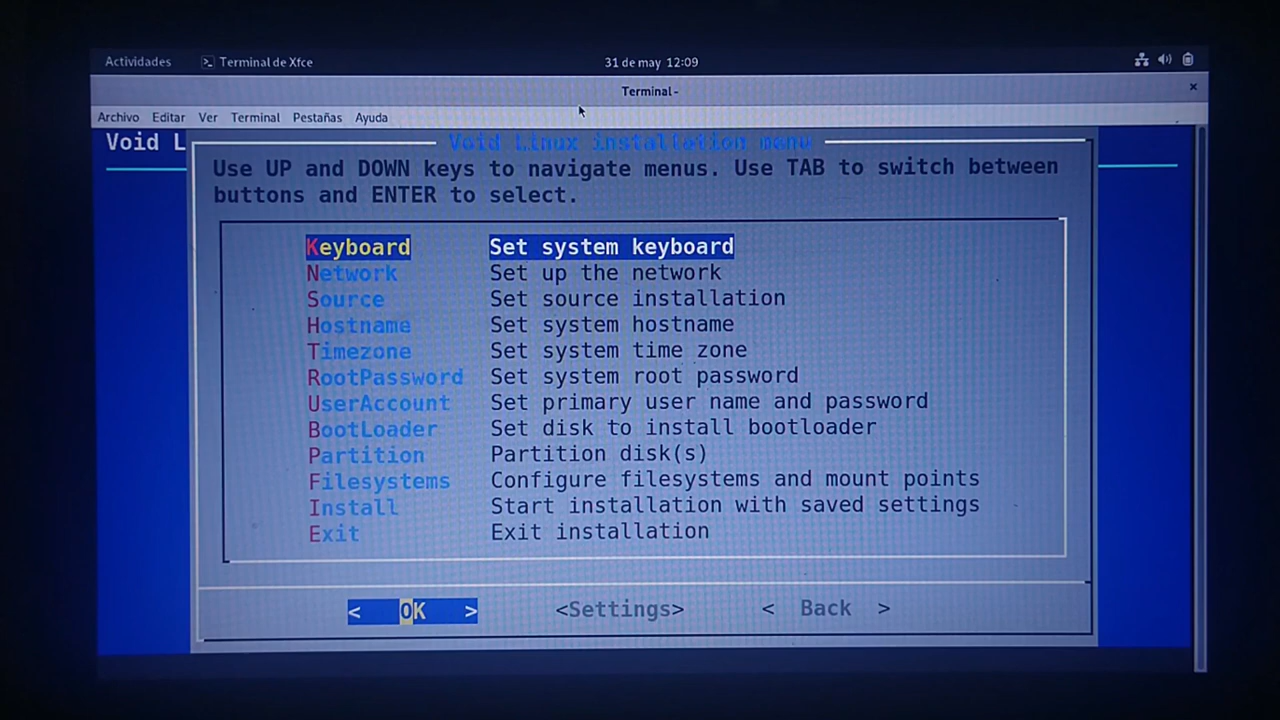 Actividades >_ Terminal de Xfce 31 de may 12:09
Terminal -
Archivo Editar Ver Terminal Pestañas Ayuda
Void L
Void Linux installation menu
Use UP and DOWN keys to navigate menus. Use TAB to switch between
buttons and ENTER to select.
Keyboard Set system keyboard
Network Set up the network
Source Set source installation
Hostname Set system hostname
Timezone Set system time zone
RootPassword Set system root password
UserAccount Set primary user name and password
BootLoader Set disk to install bootloader
Partition Partition disk(s)
Filesystems Configure filesystems and mount points
Install Start installation with saved settings
Exit Exit installation
< OK > <Settings> < Back >